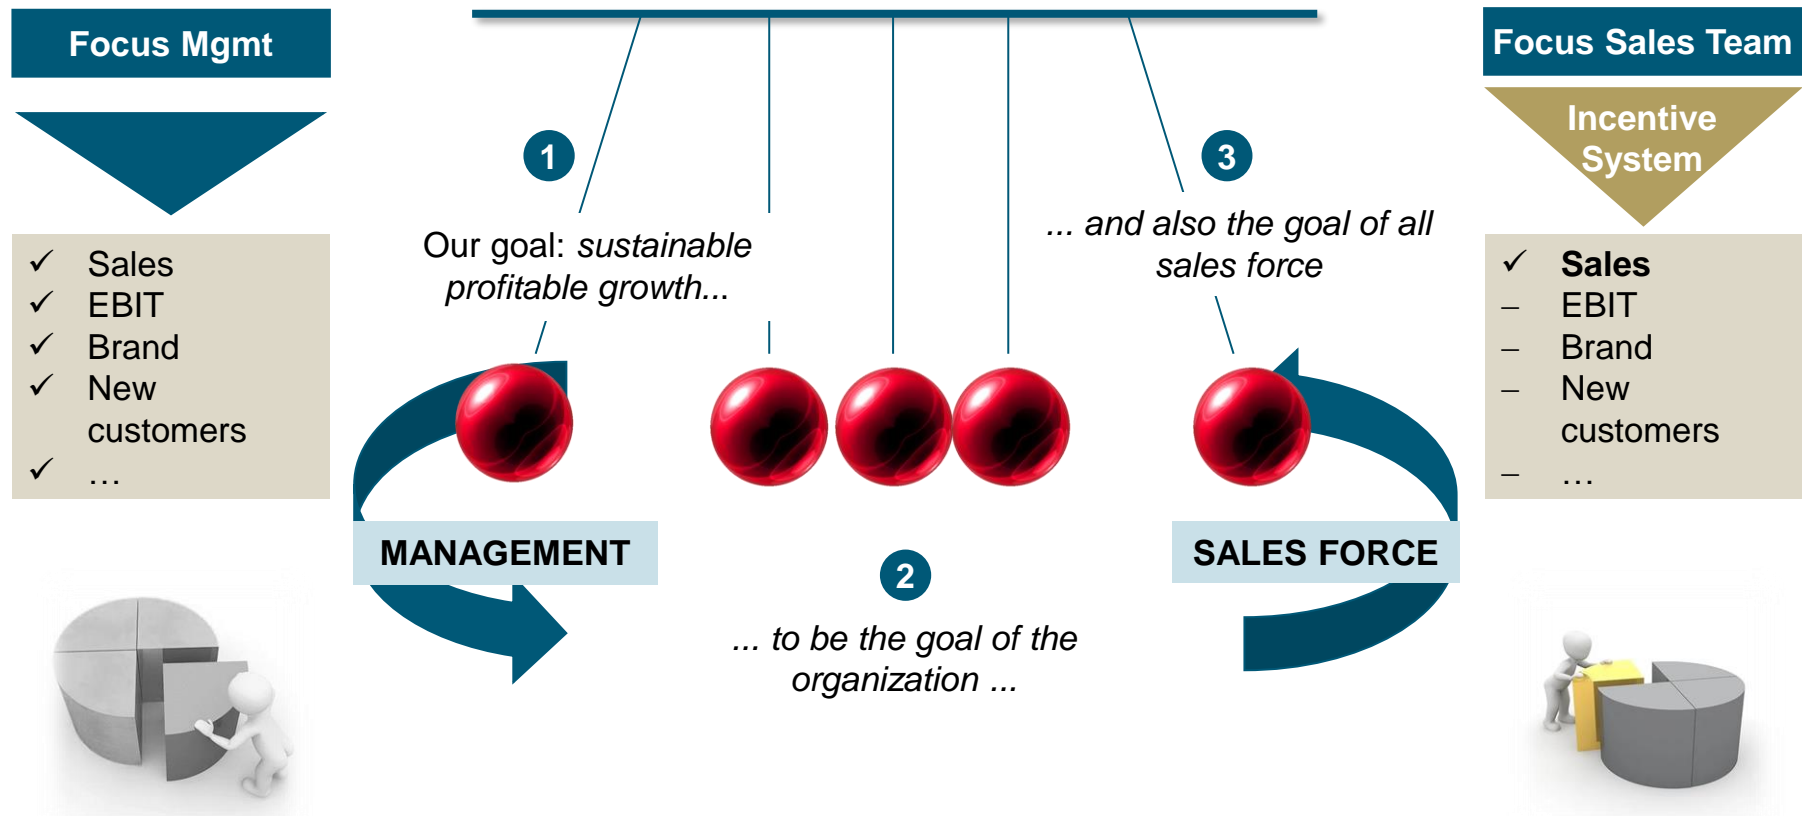 Focus Mgmt
✓ Sales
✓ EBIT
✓ Brand
✓ New
customers
✓ …
1
Our goal: sustainable
profitable growth...
MANAGEMENT
2
... to be the goal of the
organization ...
3
... and also the goal of all
sales force
SALES FORCE
Focus Sales Team
Incentive
System
✓ Sales
– EBIT
– Brand
– New
customers
– …